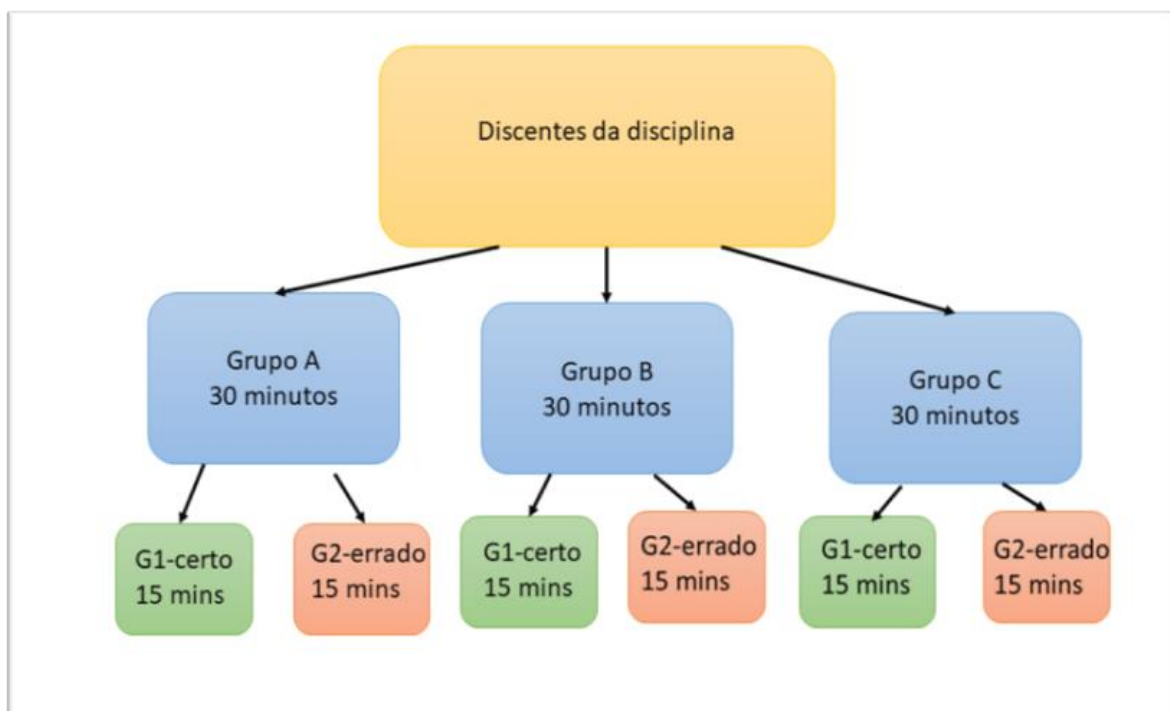 Discentes da disciplina
Grupo A
30 minutos
Grupo B
30 minutos
Grupo C
30 minutos
G1-certo
15 mins
G2-errado
15 mins
G1-certo
15 mins
G2-errado
15 mins
G1-certo
15 mins
G2-errado
15 mins